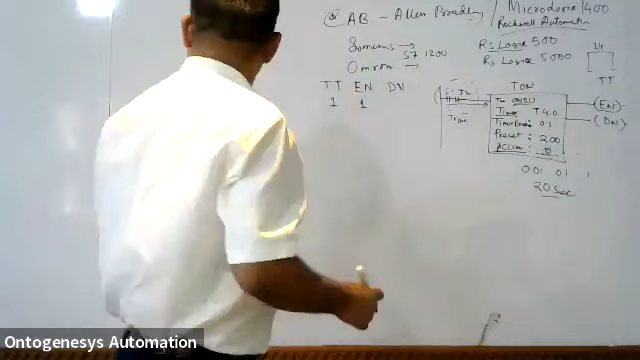 AB - Allen Bradley / Micrologix 1400
Rockwell Automation
Siemens → S7 1200
Omron →
RS Logix 500
RS Logix 5000
TT EN DN
1 1
TT
TON
Timer T4:0
Time Base: 0.1
Preset: 200
Accum:
(EN)
(DN)
0.01 0.1 1
20 Sec
Ontogenesys Automation